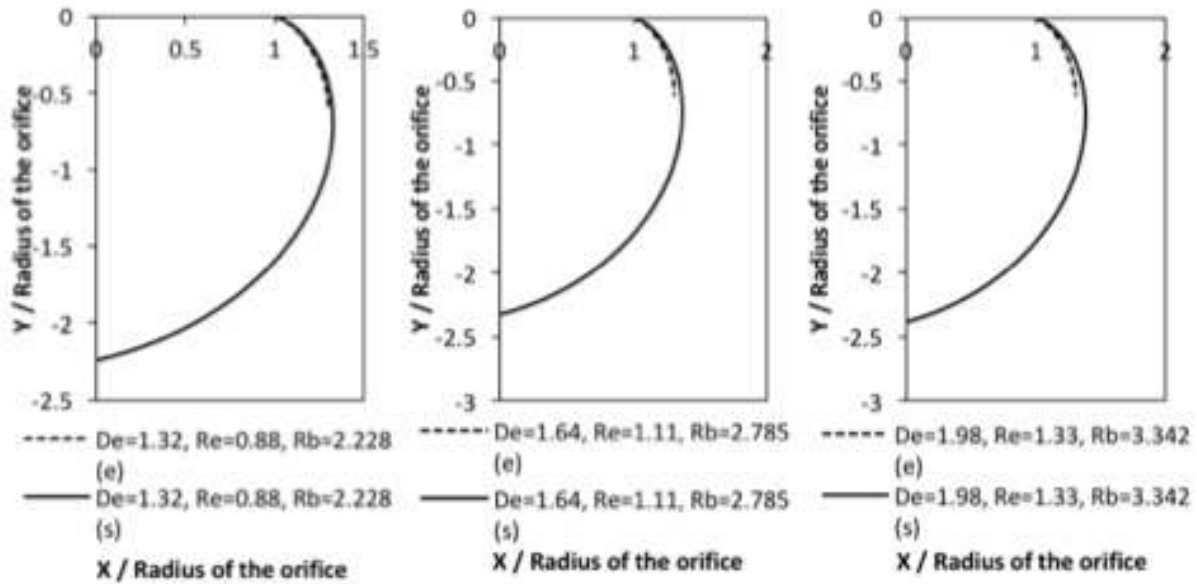 0
0
0.5
1
1.5
-0.5
-1
-1.5
-2
-2.5
Y / Radius of the orifice
De=1.32, Re=0.88, Rb=2.228
(e)
De=1.32, Re=0.88, Rb=2.228
(s)
X / Radius of the orifice
0
0
1
2
-0.5
-1
-1.5
-2
-2.5
-3
Y / Radius of the orifice
De=1.64, Re=1.11, Rb=2.785
(e)
De=1.64, Re=1.11, Rb=2.785
(s)
X / Radius of the orifice
0
0
1
2
-0.5
-1
-1.5
-2
-2.5
-3
Y / Radius of the orifice
De=1.98, Re=1.33, Rb=3.342
(e)
De=1.98, Re=1.33, Rb=3.342
(s)
X / Radius of the orifice